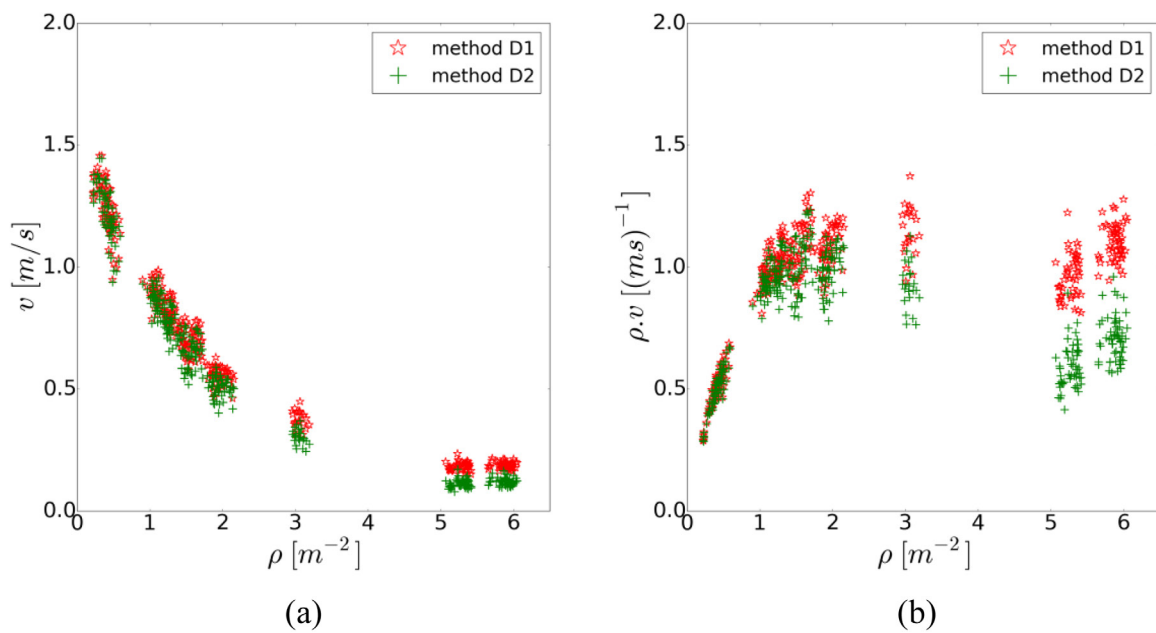 2.0
1.5
1.0
0.5
0.0
v [m/s]
0 1 2 3 4 5 6
ρ [m⁻²]
method D1
method D2
(a)
2.0
1.5
1.0
0.5
0.0
ρ.v [(ms)⁻¹]
0 1 2 3 4 5 6
ρ [m⁻²]
method D1
method D2
(b)